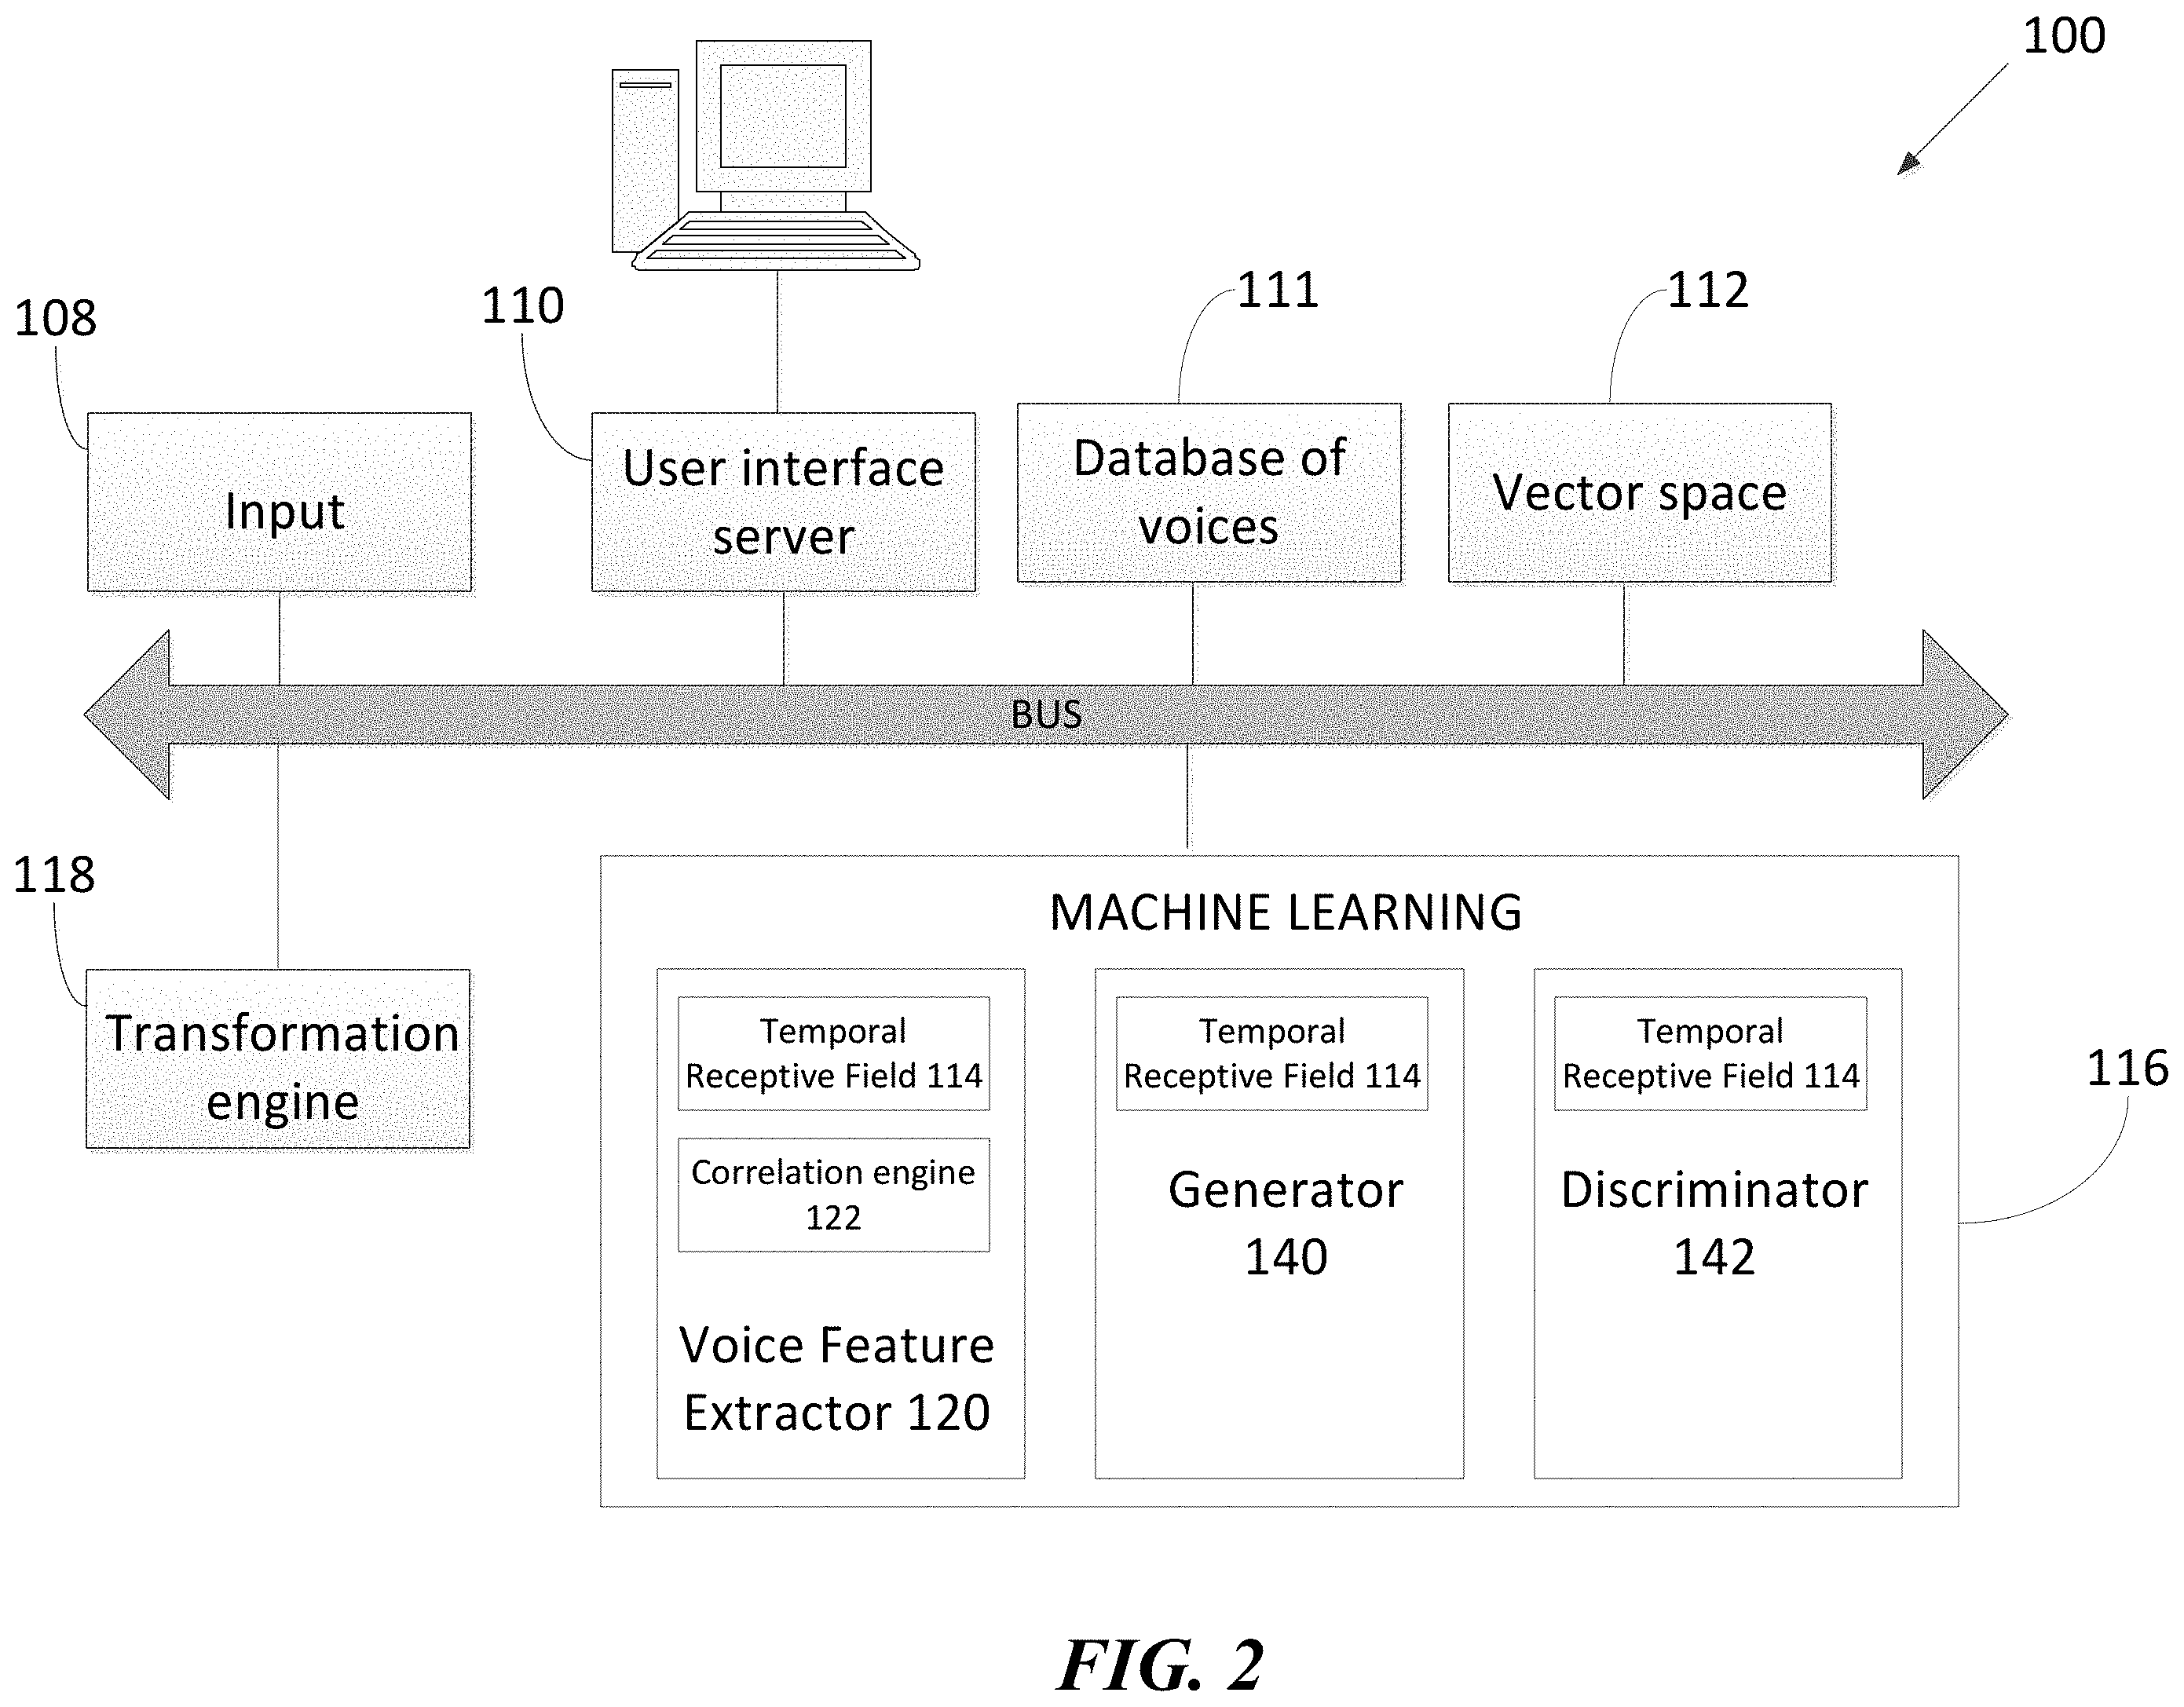 100
108
110
111
112
Input
User interface
server
Database of
voices
Vector space
BUS
118
Transformation
engine
MACHINE LEARNING
Temporal
Receptive Field 114
Correlation engine
122
Voice Feature
Extractor 120
Temporal
Receptive Field 114
Generator
140
Temporal
Receptive Field 114
Discriminator
142
116
FIG. 2